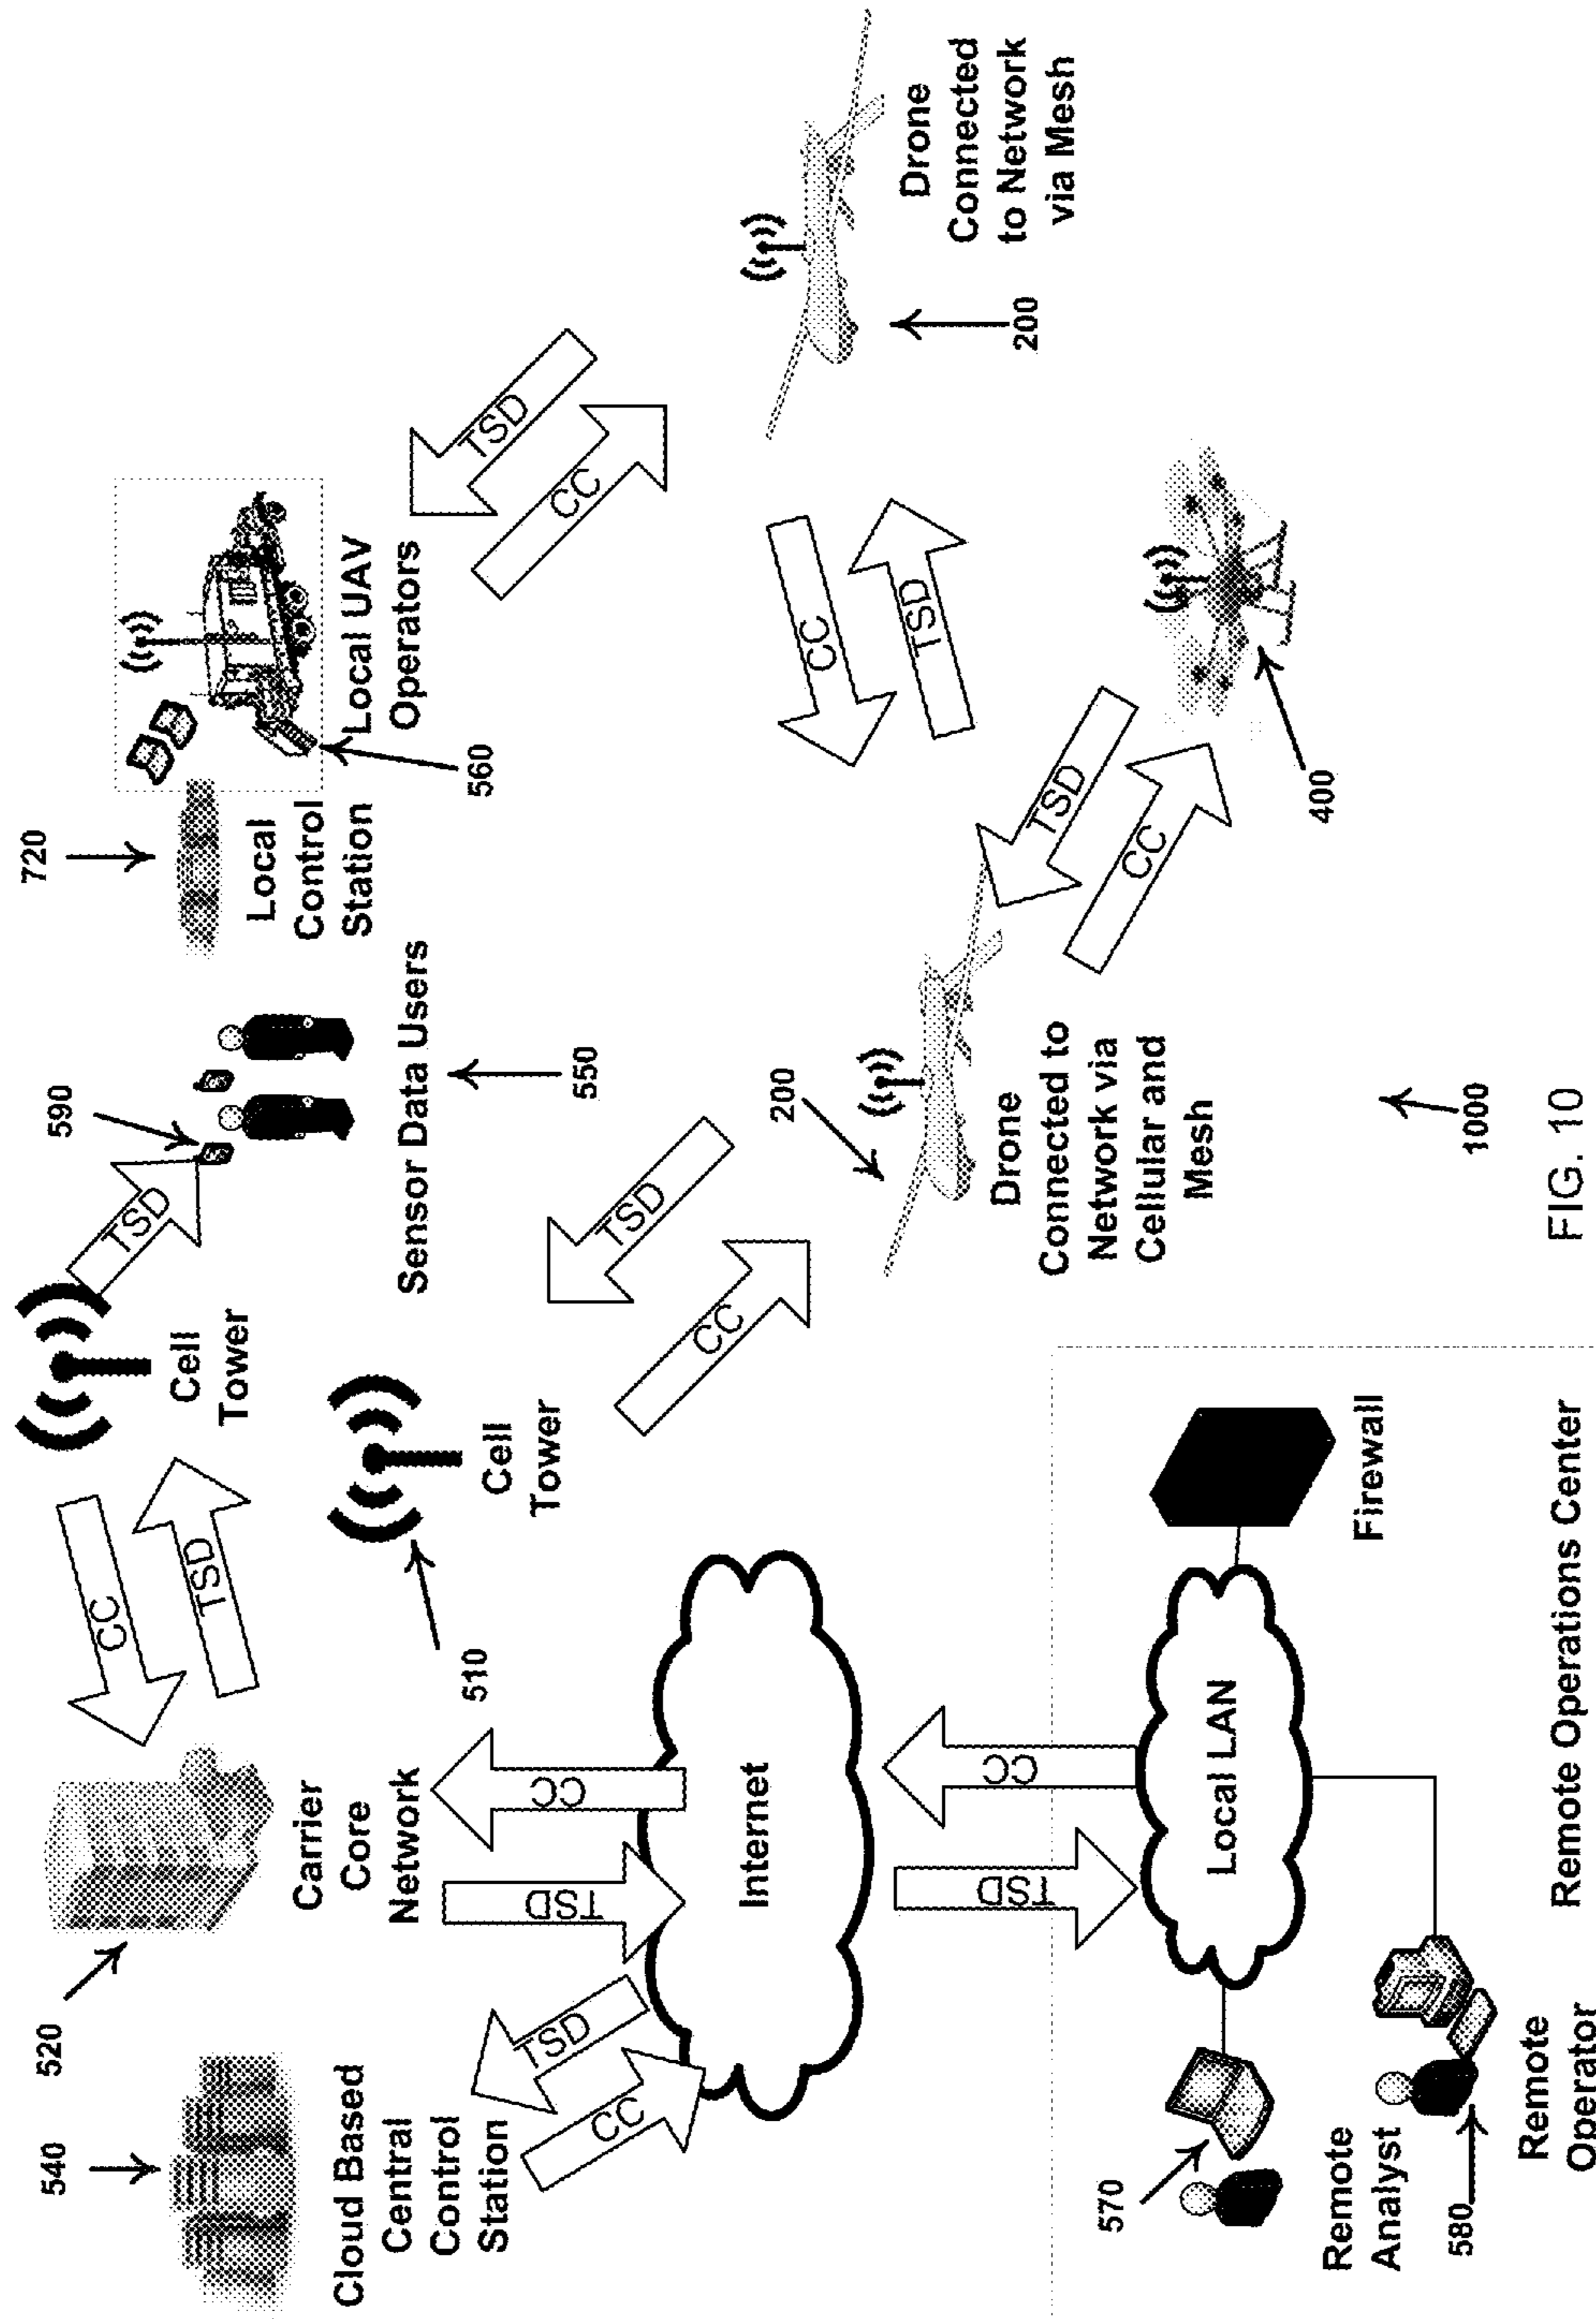 540
Cloud Based
Central
Control
Station
520
Carrier
Core
Network
CC
TSD
Cell
Tower
TSD
590
Sensor Data Users
550
720
Local
Control
Station
Local UAV
Operators
560
TSD
CC
CC
TSD
TSD
CC
Internet
510
Cell
Tower
TSD
CC
CC
TSD
TSD
CC
Drone
Connected
to Network
via Mesh
200
200
Drone
Connected to
Network via
Cellular and
Mesh
TSD
CC
400
TSD
CC
Local LAN
Firewall
570
Remote
Analyst
580
Remote
Operator
Remote Operations Center
1000
FIG. 10